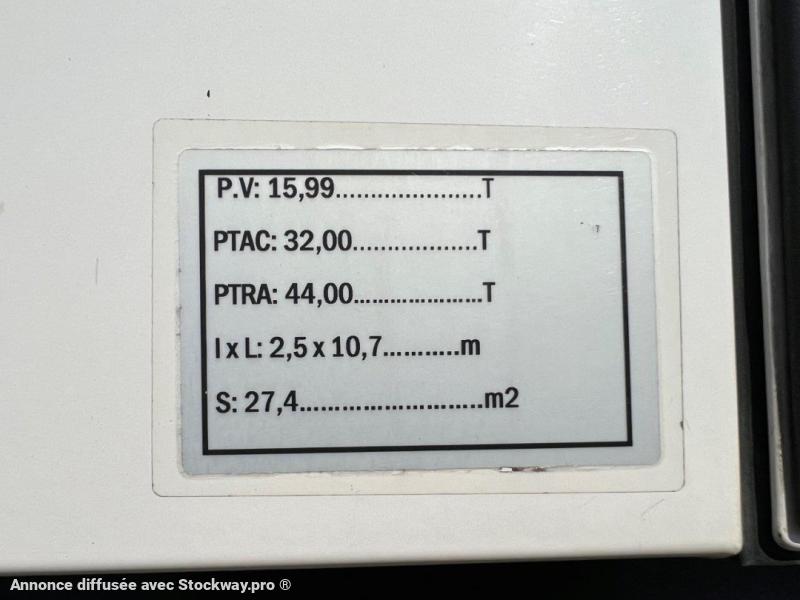 P.V: 15,99.....................T
PTAC: 32,00..................T
PTRA: 44,00......................T
l x L: 2,5 x 10,7...........m
S: 27,4..........................m2
Annonce diffusée avec Stockway.pro ®